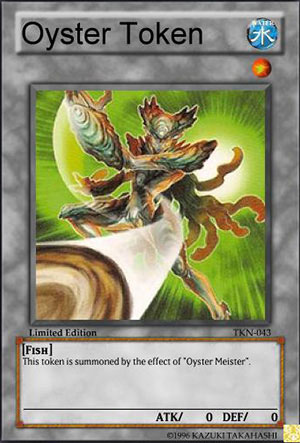 Oyster Token
WATER
水
Limited Edition
TKN-043
[FISH]
This token is summoned by the effect of "Oyster Meister".
ATK/ 0 DEF/ 0
©1996 KAZUKI TAKAHASHI